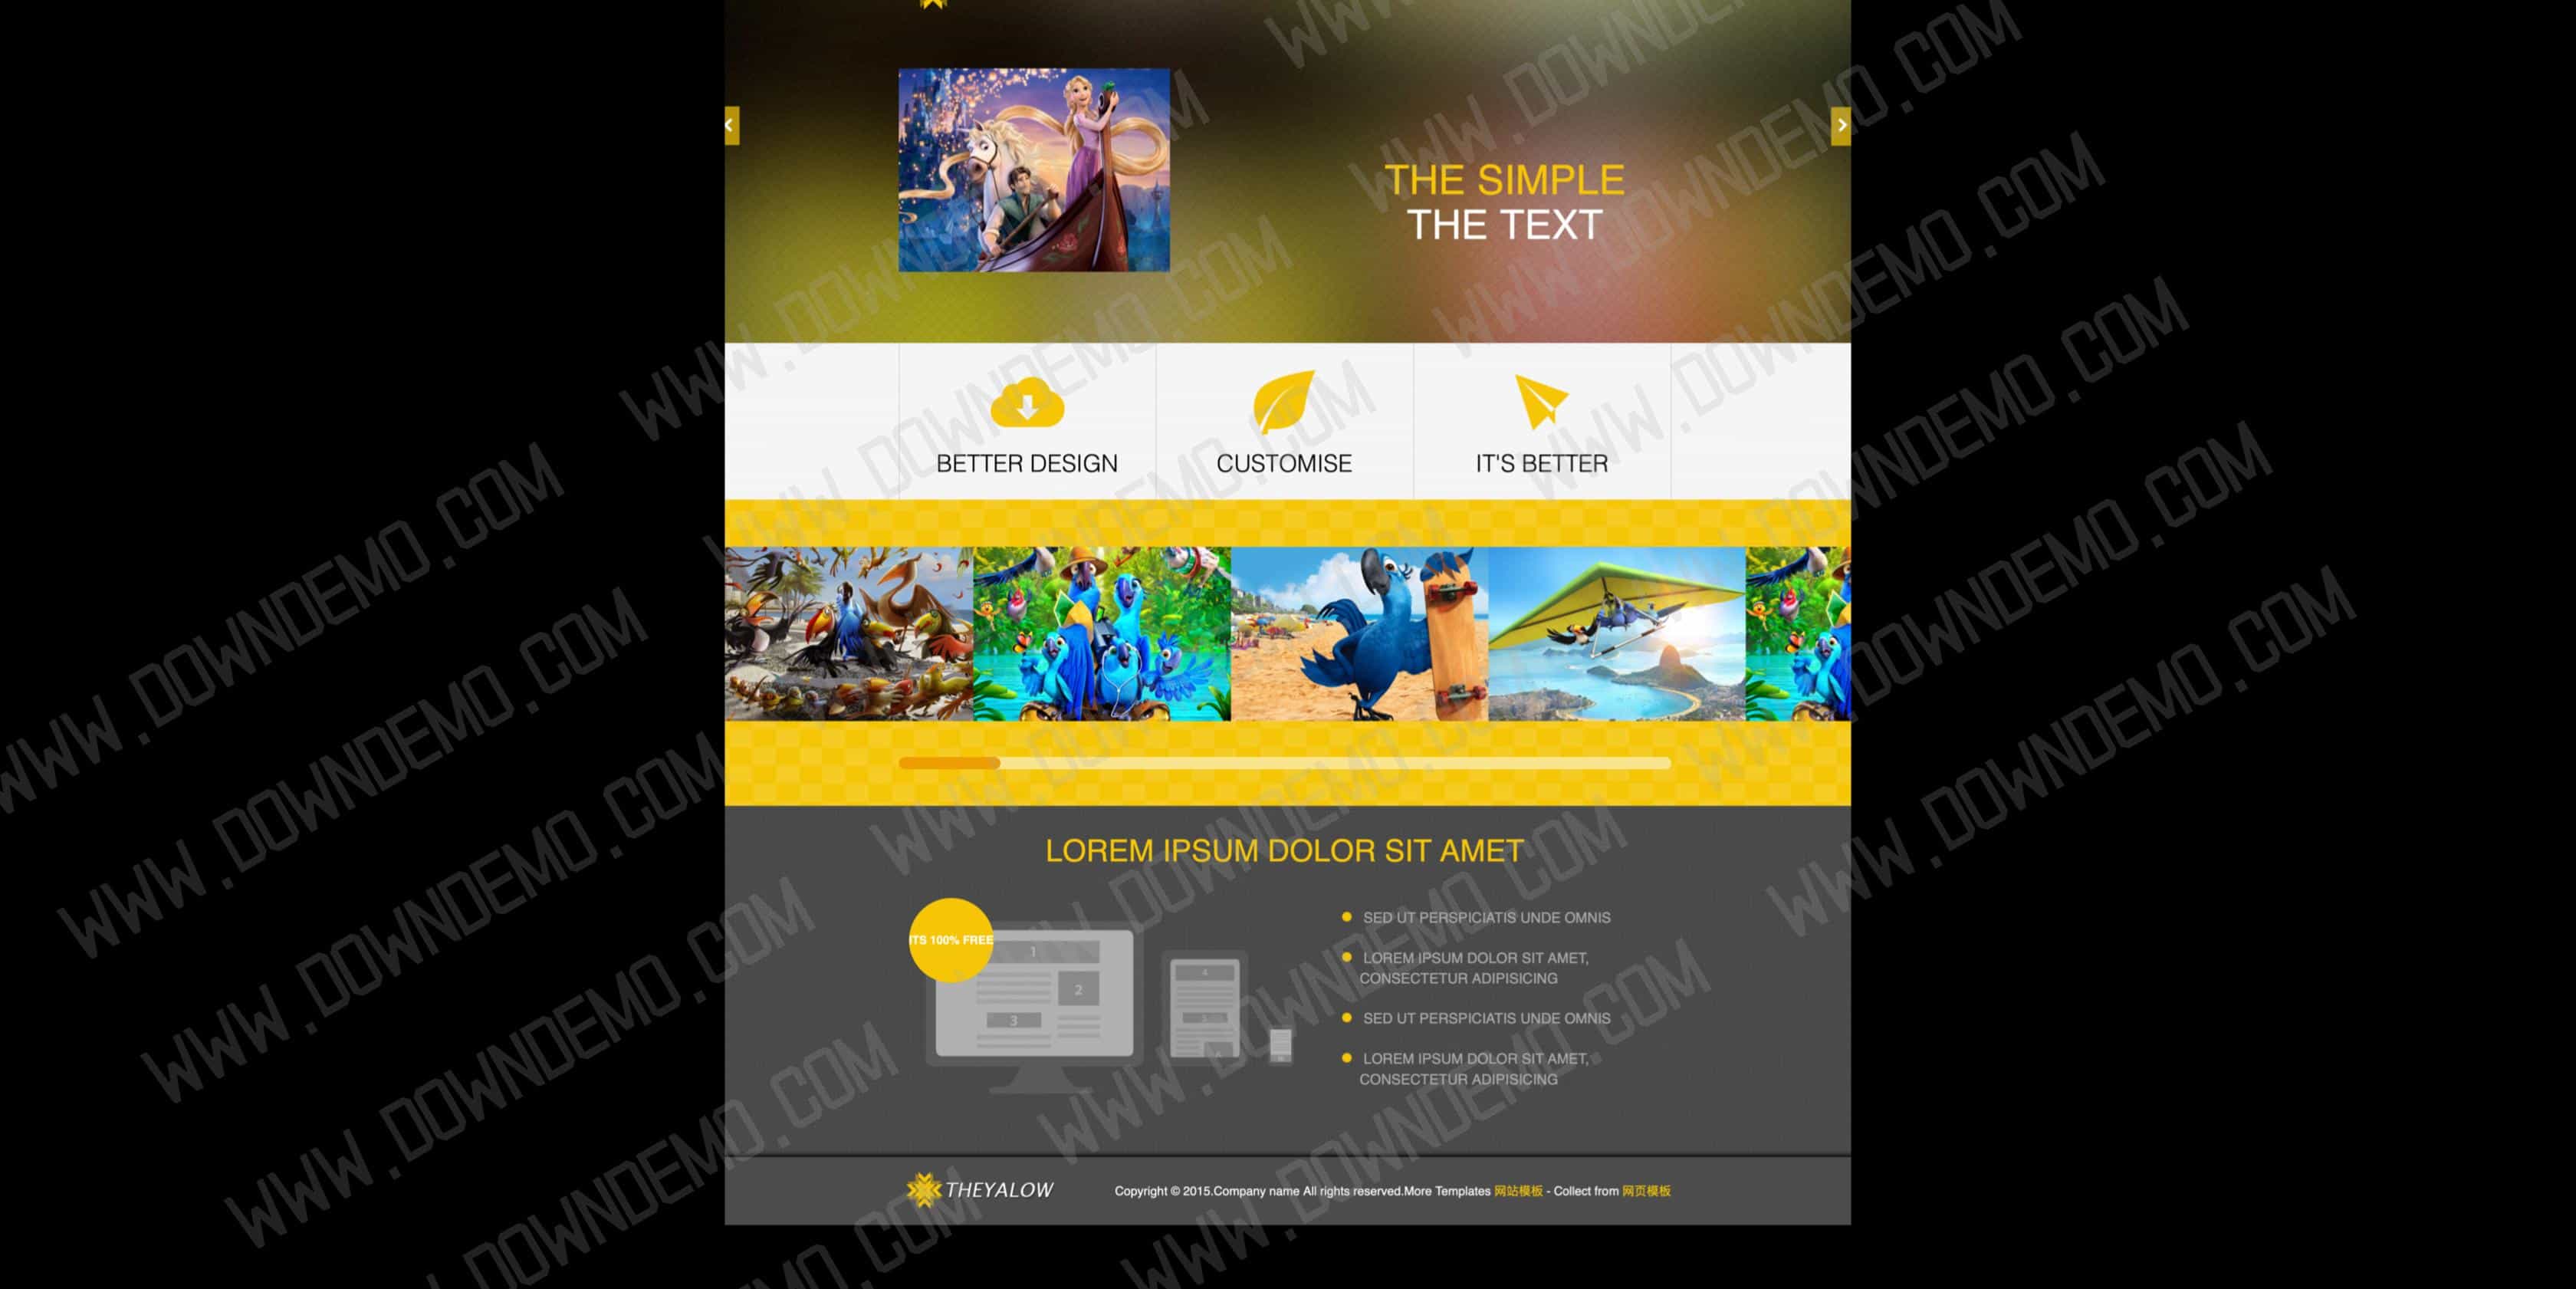 THE SIMPLE
THE TEXT
BETTER DESIGN
CUSTOMISE
IT'S BETTER
LOREM IPSUM DOLOR SIT AMET
ITS 100% FREE
1
2
3
4
SED UT PERSPICIATIS UNDE OMNIS
LOREM IPSUM DOLOR SIT AMET,
CONSECTETUR ADIPISICING
SED UT PERSPICIATIS UNDE OMNIS
LOREM IPSUM DOLOR SIT AMET,
CONSECTETUR ADIPISICING
THEYALOW
Copyright © 2015.Company name All rights reserved.More Templates 网站模板 - Collect from 网页模板
WWW.DOWNDEMO.COM